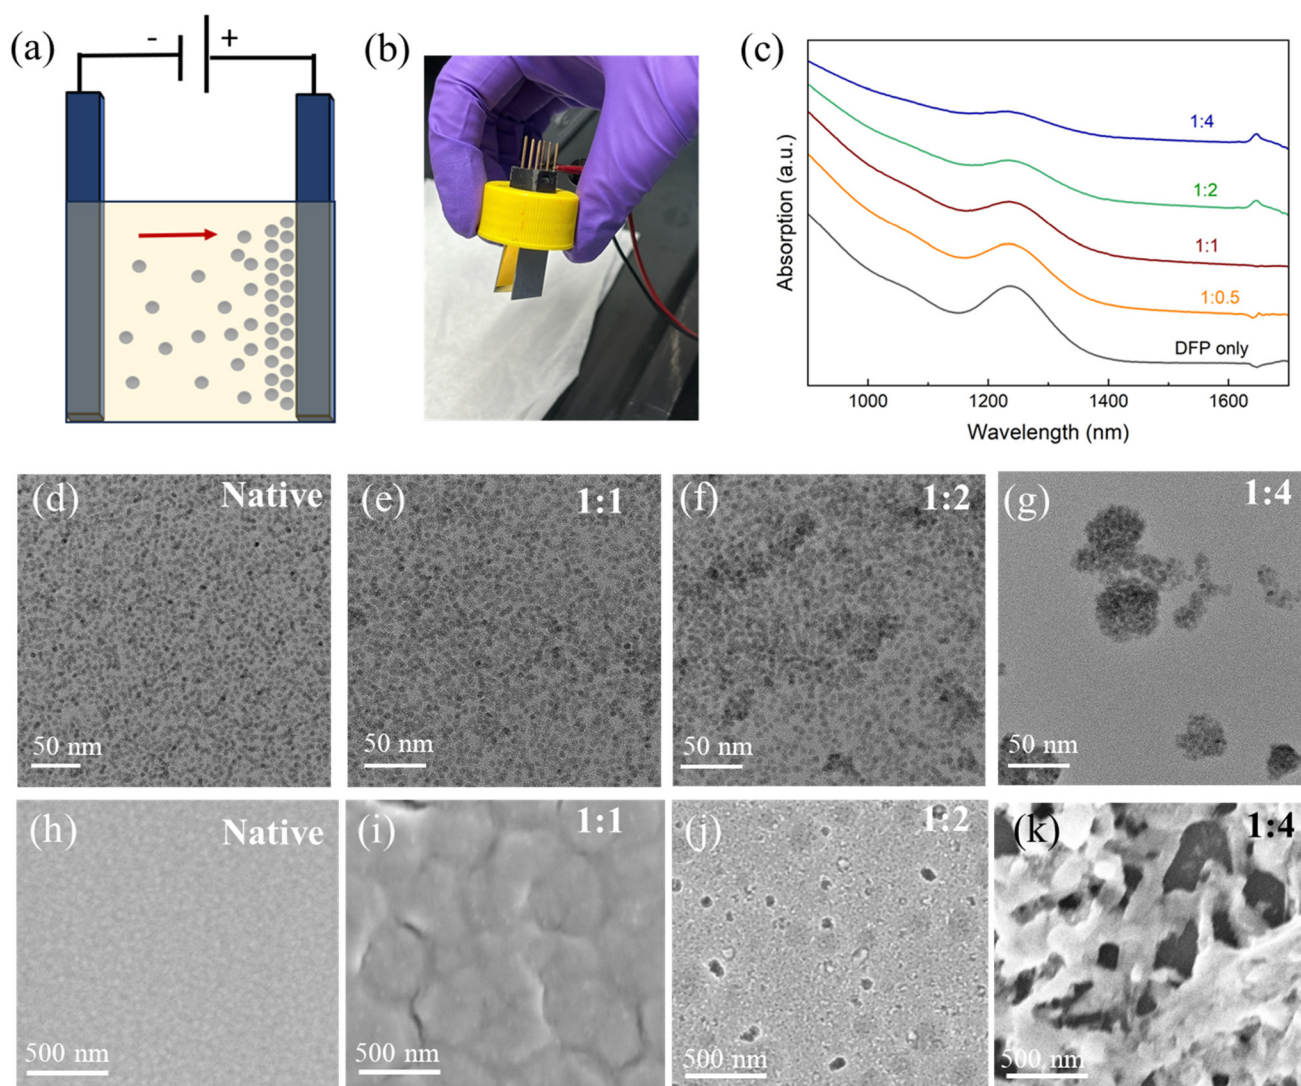 (a)
- +
(b)
(c)
Absorption (a.u.)
1:4
1:2
1:1
1:0.5
DFP only
1000 1200 1400 1600
Wavelength (nm)
(d) Native
50 nm
(e) 1:1
50 nm
(f) 1:2
50 nm
(g) 1:4
50 nm
(h) Native
500 nm
(i) 1:1
500 nm
(j) 1:2
500 nm
(k) 1:4
500 nm